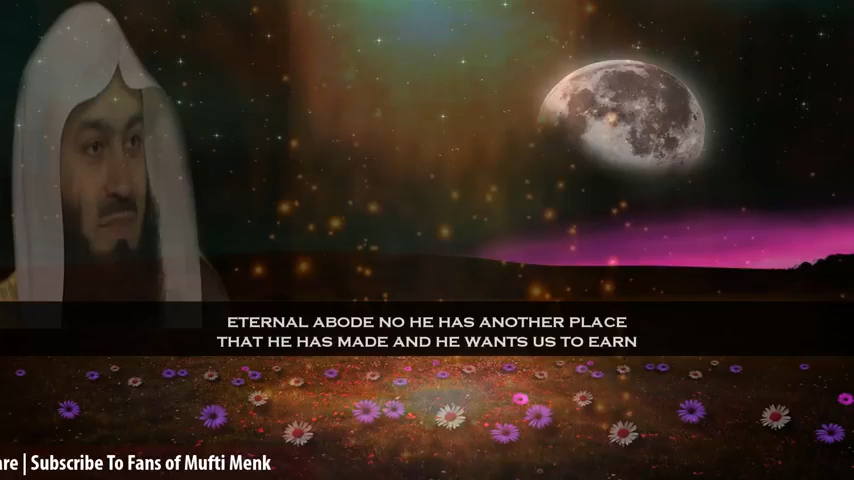 ETERNAL ABODE NO HE HAS ANOTHER PLACE
THAT HE HAS MADE AND HE WANTS US TO EARN
are | Subscribe To Fans of Mufti Menk